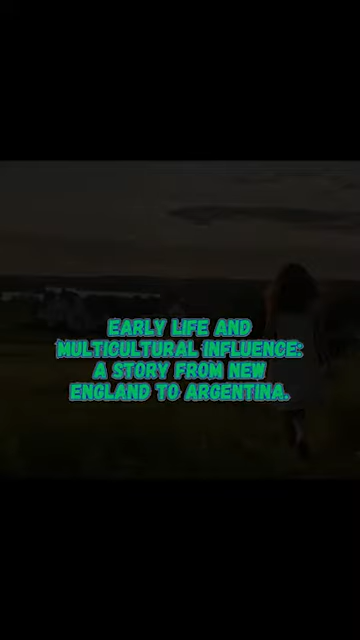 EARLY LIFE AND
MULTICULTURAL INFLUENCE:
A STORY FROM NEW
ENGLAND TO ARGENTINA.